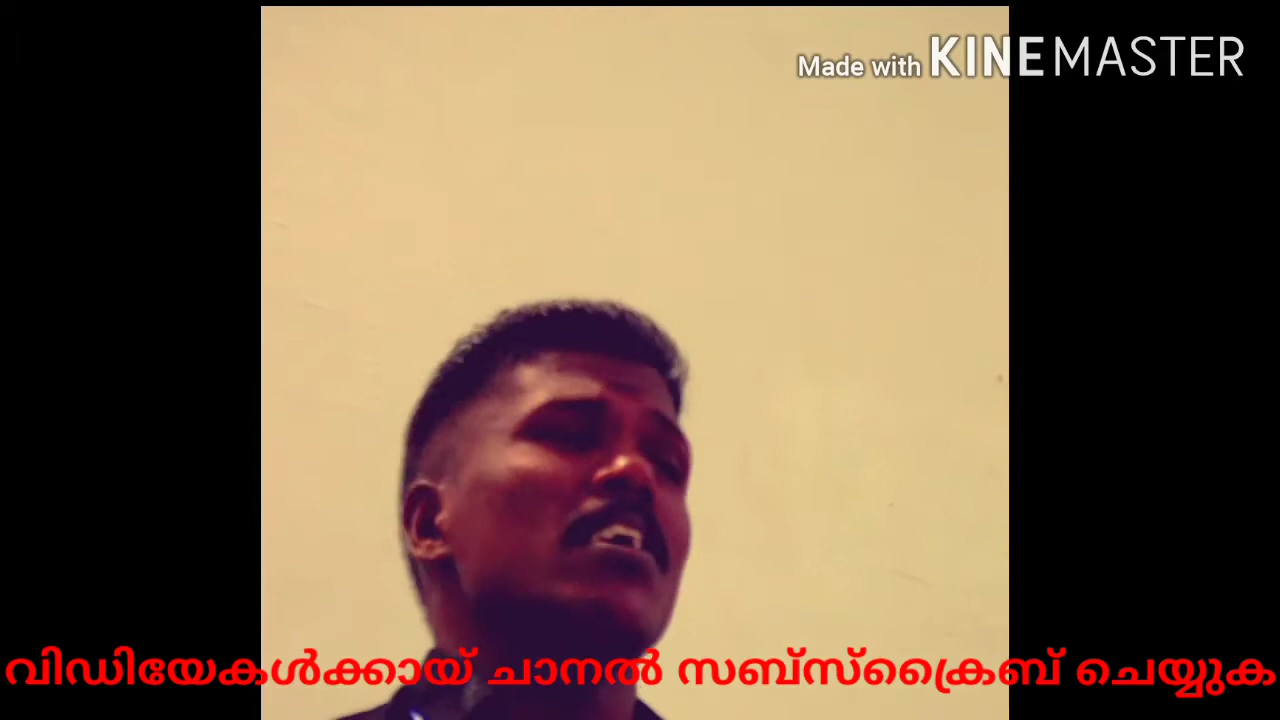 Made with KINEMASTER
വിഡിയേകൾക്കായ് ചാനൽ സബ്സ്ക്രൈബ് ചെയ്യുക